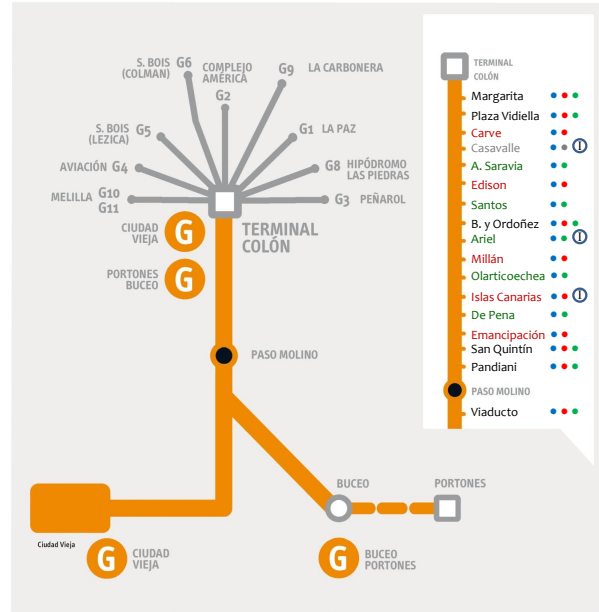 S. BOIS G6
(COLMAN)
COMPLEJO
AMÉRICA
G2
G9 LA CARBONERA
S. BOIS G5
(LEZICA)
G1 LA PAZ
AVIACIÓN G4
G8 HIPÓDROMO
LAS PIEDRAS
MELILLA G10
G11
G3 PEÑAROL
CIUDAD
VIEJA
G
TERMINAL
COLÓN
PORTONES
BUCEO
G
PASO MOLINO
BUCEO
PORTONES
Ciudad Vieja
G
CIUDAD
VIEJA
G
BUCEO
PORTONES
TERMINAL
COLÓN
Margarita
Plaza Vidiella
Carve
Casavalle
A. Saravia
Edison
Santos
B. y Ordoñez
Ariel
Millán
Olarticoechea
Islas Canarias
De Pena
Emancipación
San Quintín
Pandiani
PASO MOLINO
Viaducto